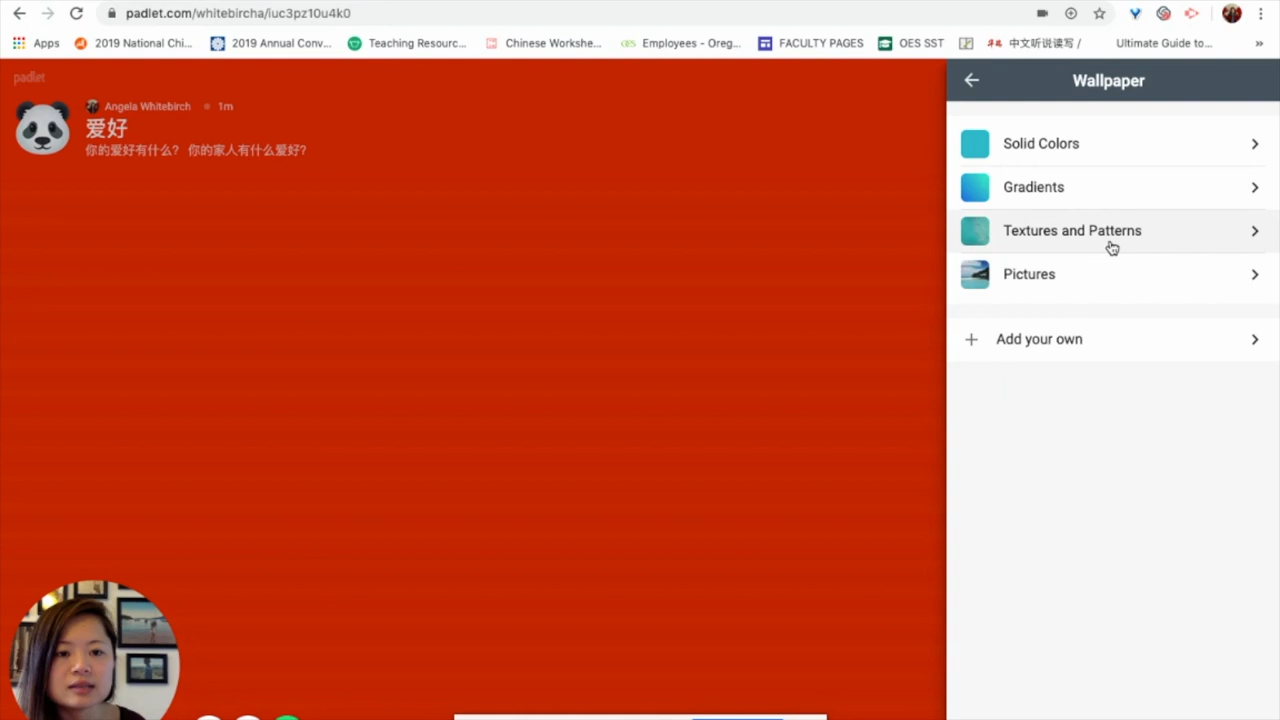 padlet.com/whitebircha/iuc3pz10u4k0
Apps 2019 National Chi... 2019 Annual Conv... Teaching Resourc... Chinese Workshe... Employees - Oreg... FACULTY PAGES OES SST 中文听说读写 / Ultimate Guide to... »
padlet
Angela Whitebirch 1m
爱好
你的爱好有什么? 你的家人有什么爱好?
Wallpaper
Solid Colors
Gradients
Textures and Patterns
Pictures
Add your own